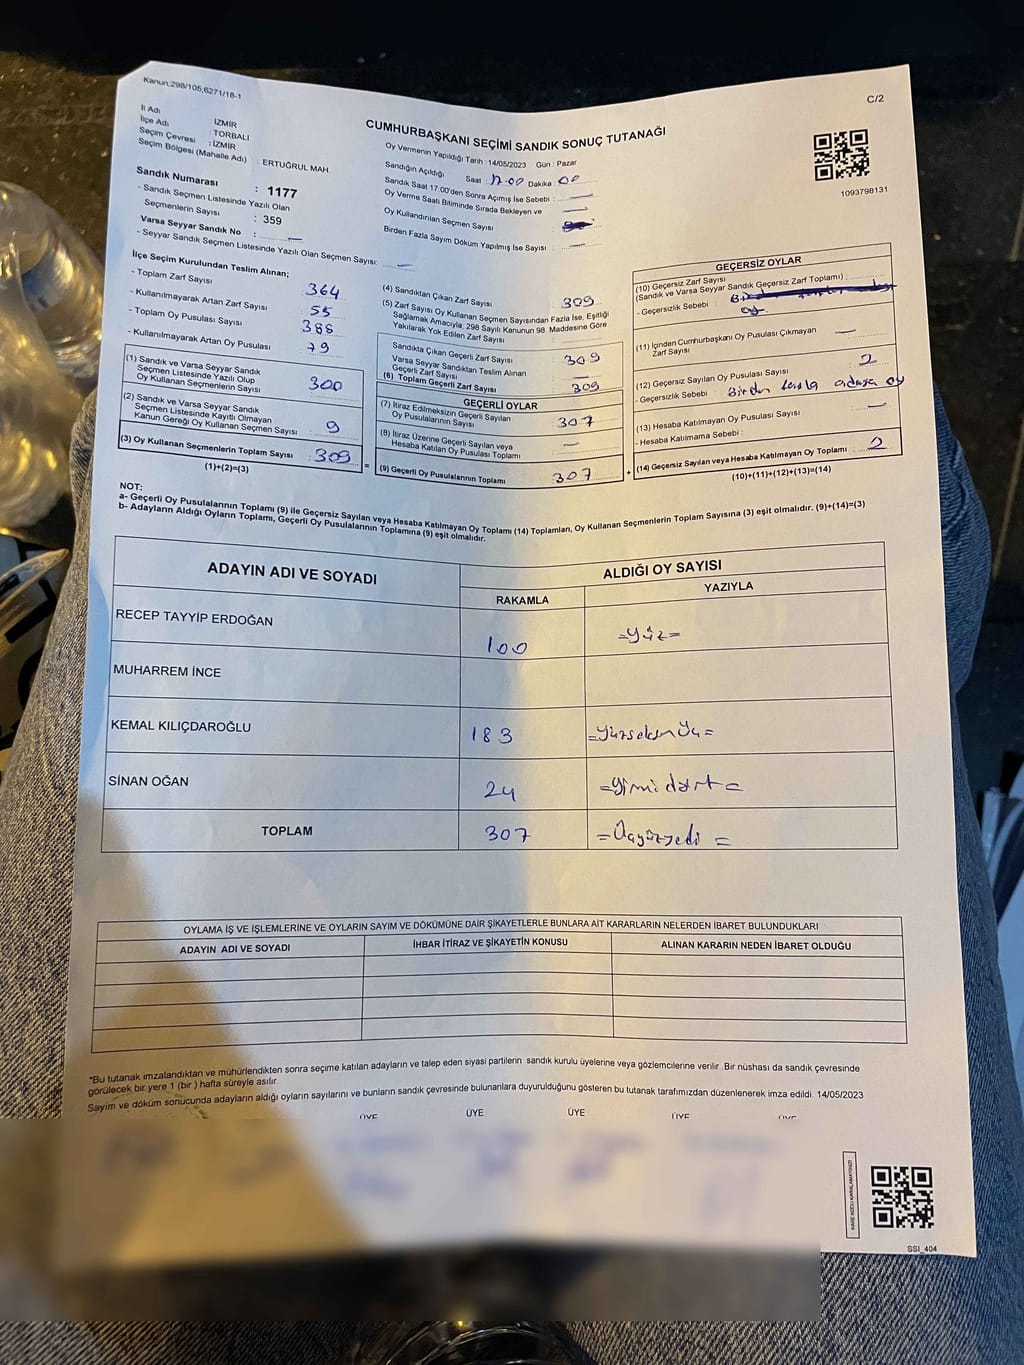 Kanun:298/105,6271/18-1
C/2
CUMHURBAŞKANI SEÇİMİ SANDIK SONUÇ TUTANAĞI
İl Adı : İZMİR
İlçe Adı : TORBALI
Seçim Çevresi : İZMİR
Seçim Bölgesi (Mahalle Adı) : ERTUĞRUL MAH
Sandık Numarası : 1177
- Sandık Seçmen Listesinde Yazılı Olan
Seçmenlerin Sayısı : 359
Varsa Seyyar Sandık No : —
- Seyyar Sandık Seçmen Listesinde Yazılı Olan Seçmen Sayısı: —
Oy Vermenin Yapıldığı Tarih :14/05/2023 Gün : Pazar
Sandığın Açıldığı Saat : 17:00 Dakika : 00
Sandık Saat 17.00'den Sonra Açımış İse Sebebi : —
Oy Verme Saati Bitiminde Sırada Bekleyen ve —
Oy Kullandırılan Seçmen Sayısı
Birden Fazla Sayım Döküm Yapılmış İse Sayısı —
1093798131
İlçe Seçim Kurulundan Teslim Alınan;
- Toplam Zarf Sayısı 364
- Kullanılmayarak Artan Zarf Sayısı 55
- Toplam Oy Pusulası Sayısı 388
- Kullanılmayarak Artan Oy Pusulası 79
(1) Sandık ve Varsa Seyyar Sandık
Seçmen Listesinde Yazılı Olup
Oy Kullanan Seçmenlerin Sayısı 300
(2) Sandık ve Varsa Seyyar Sandık
Seçmen Listesinde Kayıtlı Olmayan
Kanun Gereği Oy Kullanan Seçmen Sayısı : 9
(3) Oy Kullanan Seçmenlerin Toplam Sayısı : 309
(1)+(2)=(3)
=
(4) Sandıktan Çıkan Zarf Sayısı 309
(5) Zarf Sayısı Oy Kullanan Seçmen Sayısından Fazla İse, Eşitliği
Sağlamak Amacıyla; 298 Sayılı Kanunun 98. Maddesine Göre
Yakılarak Yok Edilen Zarf Sayısı : —
Sandıkta Çıkan Geçerli Zarf Sayısı 309
Varsa Seyyar Sandıktan Teslim Alınan
Geçerli Zarf Sayısı —
(6) Toplam Geçerli Zarf Sayısı 309
GEÇERLİ OYLAR
(7) İtiraz Edilmeksizin Geçerli Sayılan
Oy Pusulalarının Sayısı 307
(8) İtiraz Üzerine Geçerli Sayılan veya
Hesaba Katılan Oy Pusulası Toplamı —
(9) Geçerli Oy Pusulalarının Toplamı 307
+
GEÇERSİZ OYLAR
(10) Geçersiz Zarf Sayısı
(Sandık ve Varsa Seyyar Sandık Geçersiz Zarf Toplamı) :
- Geçersizlik Sebebi :
(11) İçinden Cumhurbaşkanı Oy Pusulası Çıkmayan
Zarf Sayısı —
(12) Geçersiz Sayılan Oy Pusulası Sayısı 2
- Geçersizlik Sebebi : Birden fazla adaya oy
(13) Hesaba Katılmayan Oy Pusulası Sayısı : —
- Hesaba Katılmama Sebebi :
(14) Geçersiz Sayılan veya Hesaba Katılmayan Oy Toplamı : 2
(10)+(11)+(12)+(13)=(14)
NOT:
a- Geçerli Oy Pusulalarının Toplamı (9) ile Geçersiz Sayılan veya Hesaba Katılmayan Oy Toplamı (14) Toplamları, Oy Kullanan Seçmenlerin Toplam Sayısına (3) eşit olmalıdır. (9)+(14)=(3)
b- Adayların Aldığı Oyların Toplamı, Geçerli Oy Pusulalarının Toplamına (9) eşit olmalıdır.
ADAYIN ADI VE SOYADI
ALDIĞI OY SAYISI
RAKAMLA YAZIYLA
RECEP TAYYİP ERDOĞAN 100 =Yüz=
MUHARREM İNCE
KEMAL KILIÇDAROĞLU 183 =Yüzseksen Üç=
SİNAN OĞAN 24 =Yirmi dört=
TOPLAM 307 =Üçyüzyedi=
OYLAMA İŞ VE İŞLEMLERİNE VE OYLARIN SAYIM VE DÖKÜMÜNE DAİR ŞİKAYETLERLE BUNLARA AİT KARARLARIN NELERDEN İBARET BULUNDUKLARI
ADAYIN ADI VE SOYADI İHBAR İTİRAZ VE ŞİKAYETİN KONUSU ALINAN KARARIN NEDEN İBARET OLDUĞU
*Bu tutanak imzalandıktan ve mühürlendikten sonra seçime katılan adayların ve talep eden siyasi partilerin sandık kurulu üyelerine veya gözlemcilerine verilir. Bir nüshası da sandık çevresinde
görülecek bir yere 1 (bir) hafta süreyle asılır.
Sayım ve döküm sonucunda adayların aldığı oyların sayılarını ve bunların sandık çevresinde bulunanlara duyurulduğunu gösteren bu tutanak tarafımızdan düzenlenerek imza edildi. 14/05/2023
ÜYE ÜYE ÜYE ÜYE ÜYE
KARE KODU KARALAMAYINIZ!
SSI_404